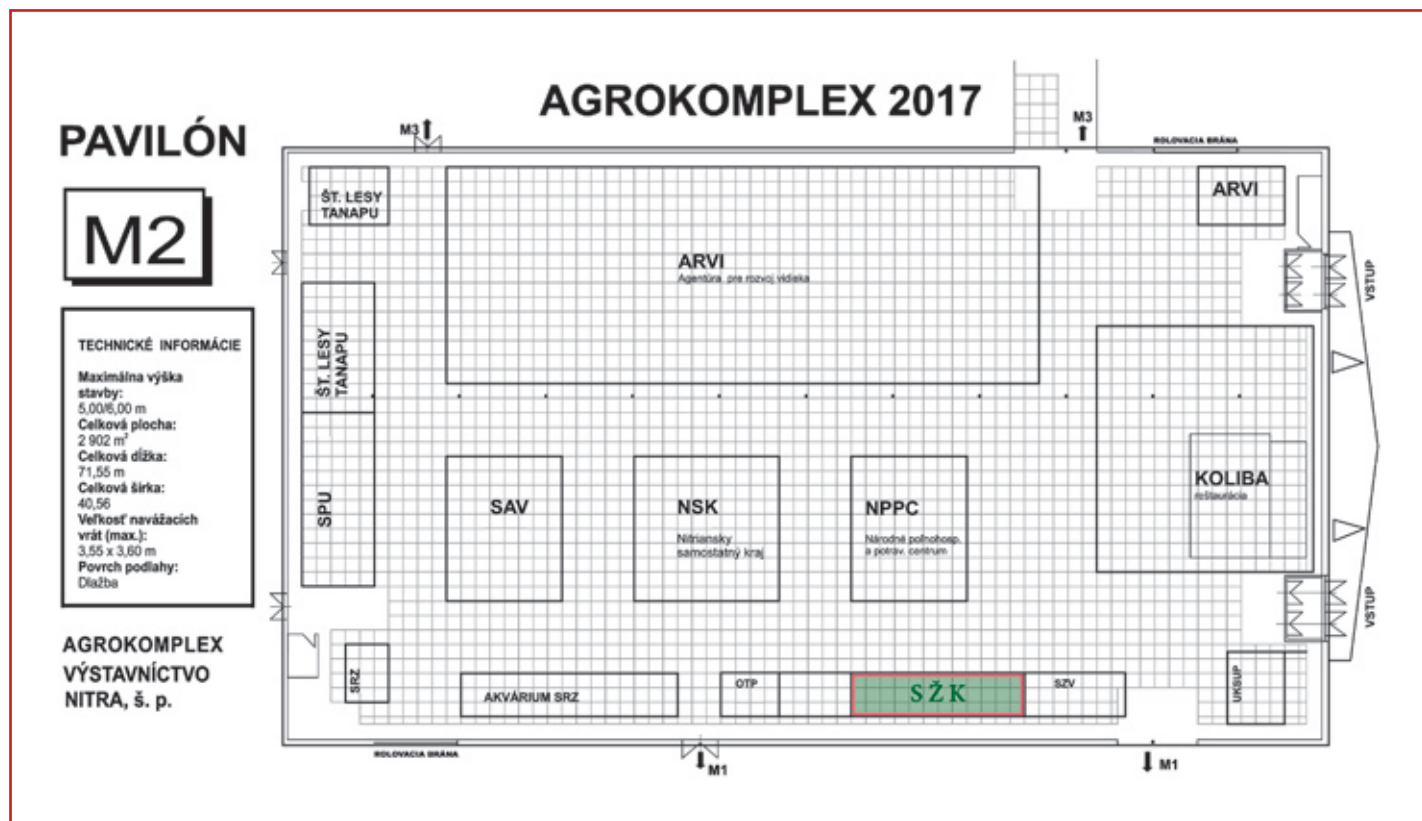 AGROKOMPLEX 2017
PAVILÓN
M2
TECHNICKÉ INFORMÁCIE
Maximálna výška
stavby:
5,00/6,00 m
Celková plocha:
2 902 m²
Celková dĺžka:
71,55 m
Celková šírka:
40,56
Veľkosť navážacích
vrát (max.):
3,55 x 3,60 m
Povrch podlahy:
Dlažba
AGROKOMPLEX
VÝSTAVNÍCTVO
NITRA, š. p.
M3
M3
ROLOVACIA BRÁNA
ŠT. LESY
TANAPU
ARVI
ARVI
Agentúra pre rozvoj vidieka
VSTUP
ŠT. LESY
TANAPU
SPU
SAV
NSK
Nitriansky
samostatný kraj
NPPC
Národné poľnohosp.
a potrav. centrum
KOLIBA
reštaurácia
VSTUP
SRZ
AKVÁRIUM SRZ
OTP
SŽK
SZV
UKSUP
ROLOVACIA BRÁNA
M1
M1